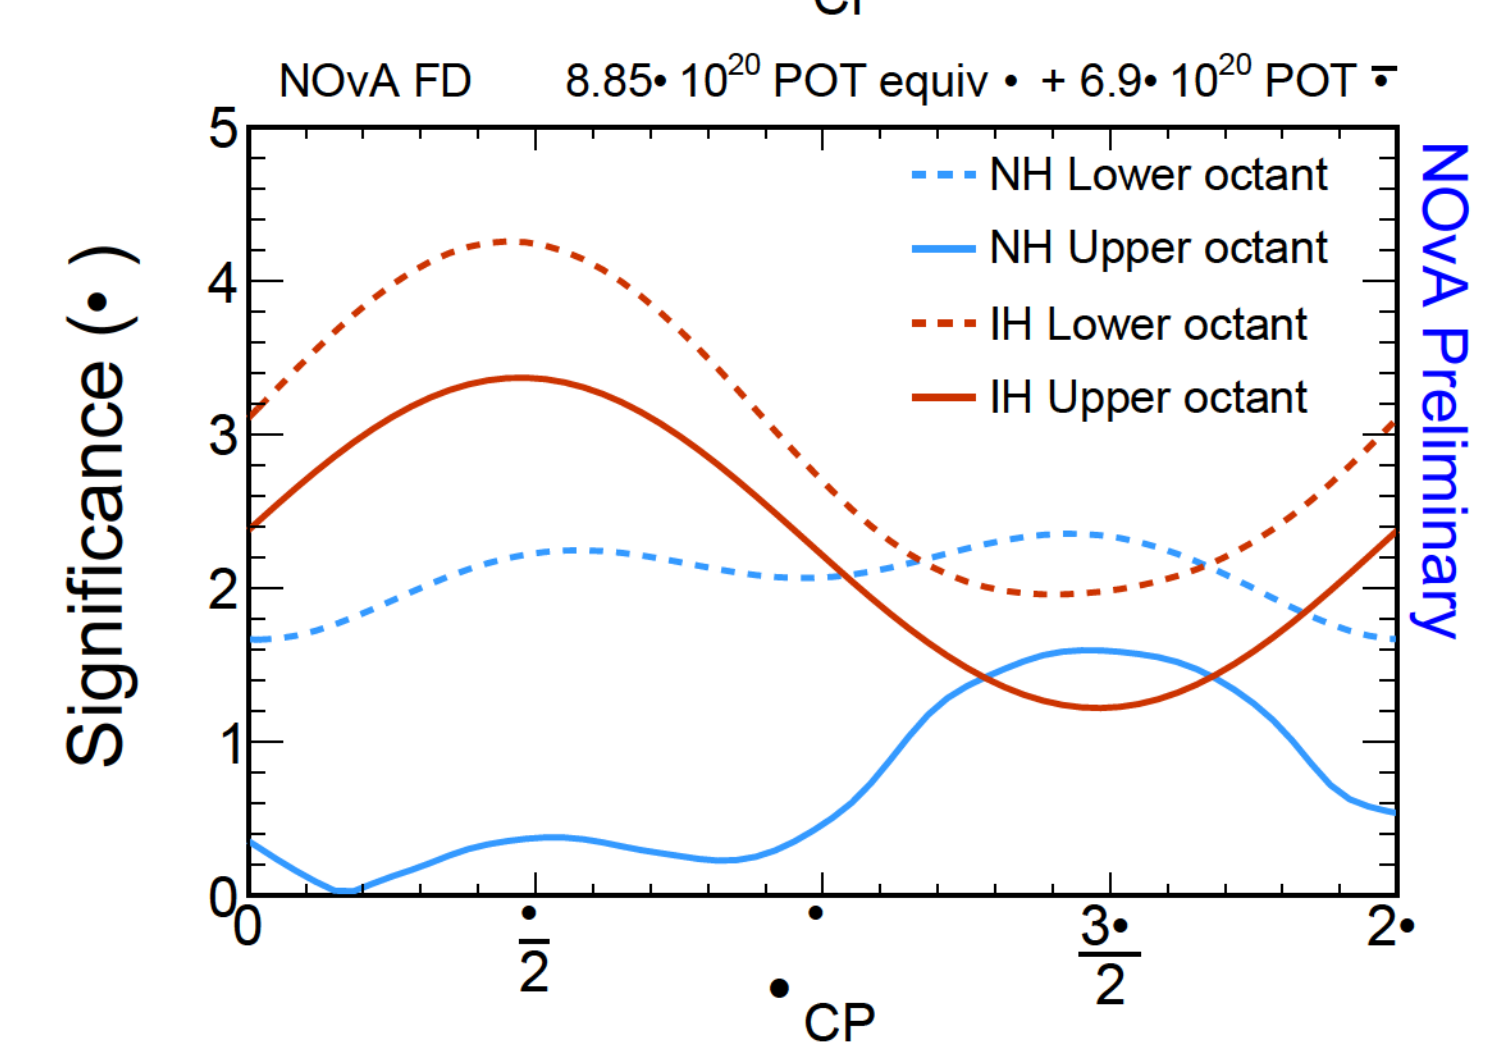 CP
NOvA FD 8.85• 10²⁰ POT equiv • + 6.9• 10²⁰ POT •̅
5
4
3
2
1
0
Significance (• )
NH Lower octant
NH Upper octant
IH Lower octant
IH Upper octant
NOvA Preliminary
0
•
2
•
3•
2
2•
• CP